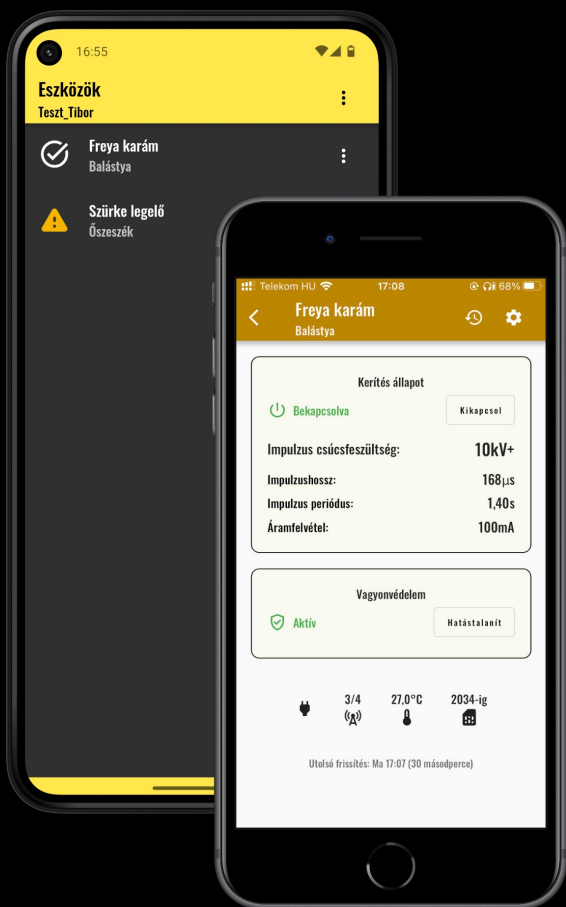 16:55
Eszközök
Teszt_Tibor
Freya karám
Balástya
Szürke legelő
Őszeszék
Telekom HU 17:08 68%
Freya karám
Balástya
Kerítés állapot
Bekapcsolva Kikapcsol
Impulzus csúcsfeszültség: 10kV+
Impulzushossz: 168µs
Impulzus periódus: 1,40s
Áramfelvétel: 100mA
Vagyonvédelem
Aktív Hatástalanít
3/4 27,0°C 2034-ig
Utolsó frissítés: Ma 17:07 (30 másodperce)